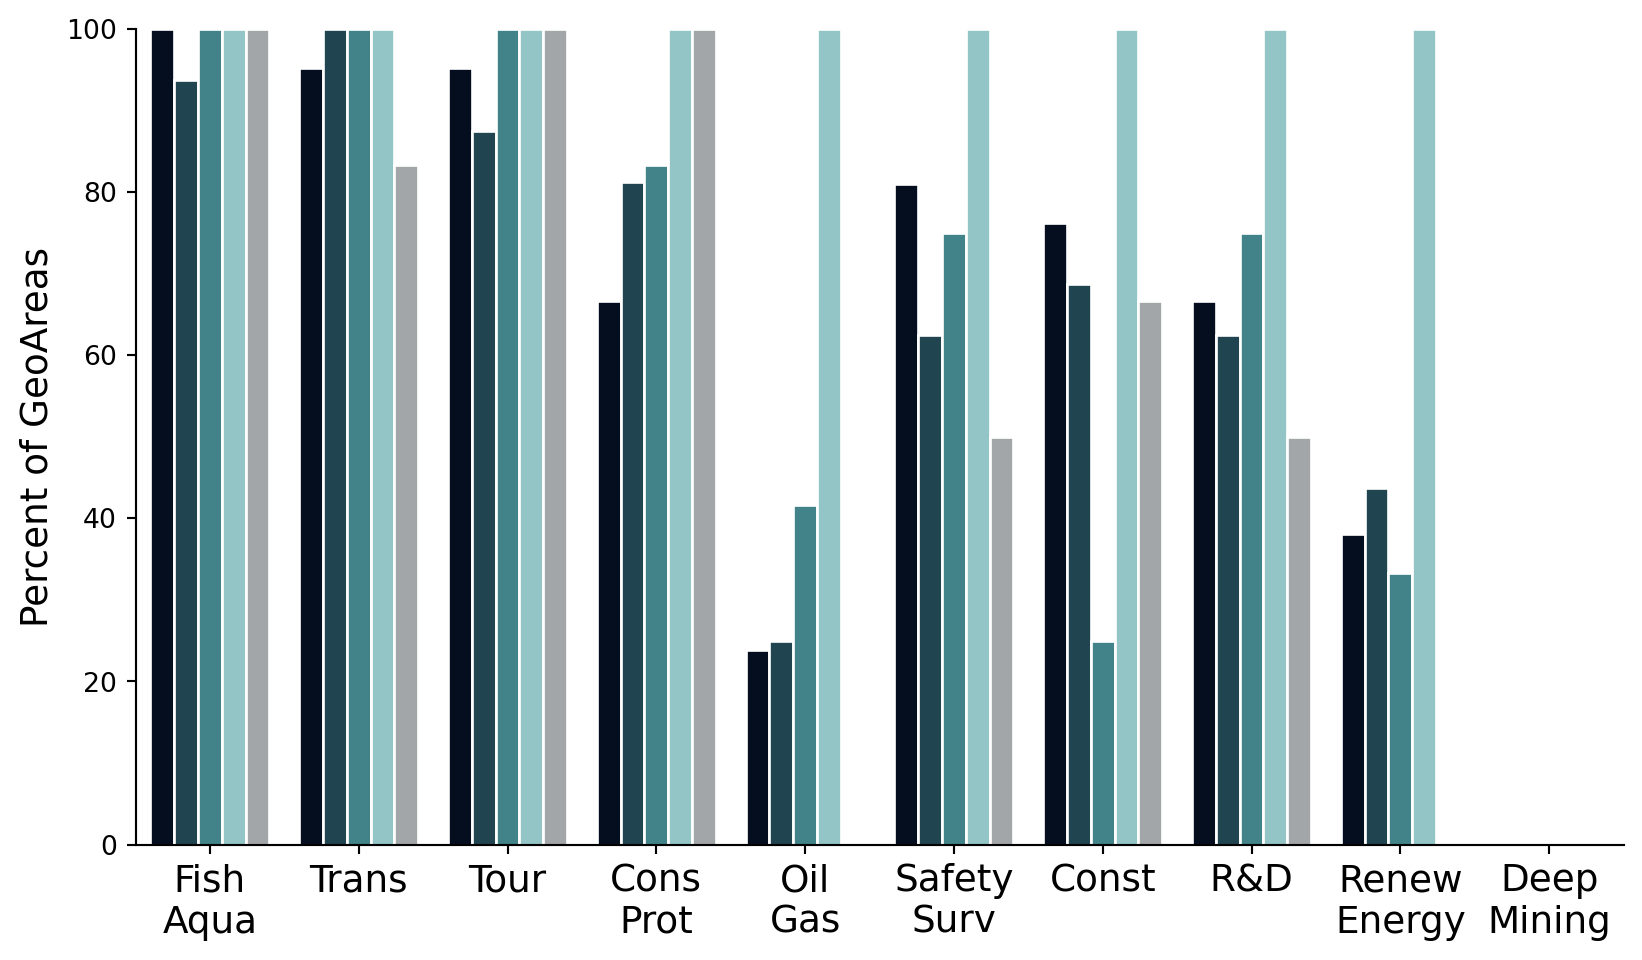 Percent of GeoAreas
100
80
60
40
20
0
Fish
Aqua
Trans
Tour
Cons
Prot
Oil
Gas
Safety
Surv
Const
R&D
Renew
Energy
Deep
Mining